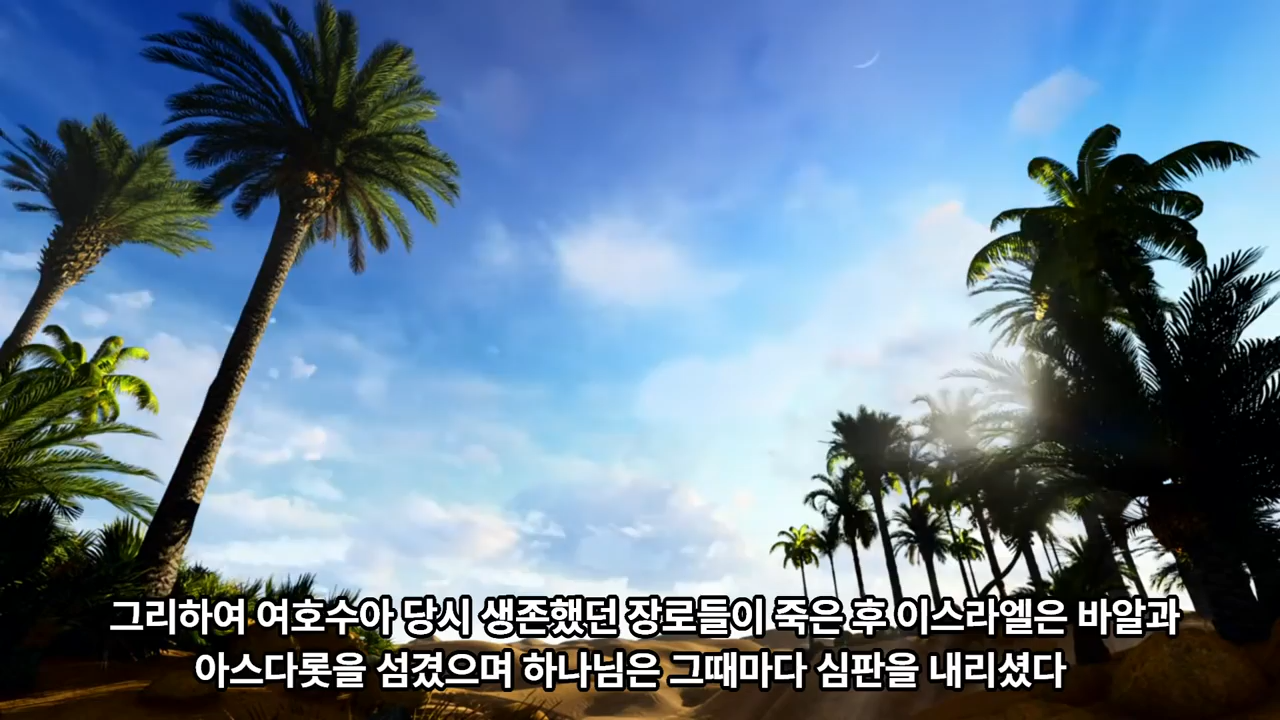 그리하여 여호수아 당시 생존했던 장로들이 죽은 후 이스라엘은 바알과
아스다롯을 섬겼으며 하나님은 그때마다 심판을 내리셨다